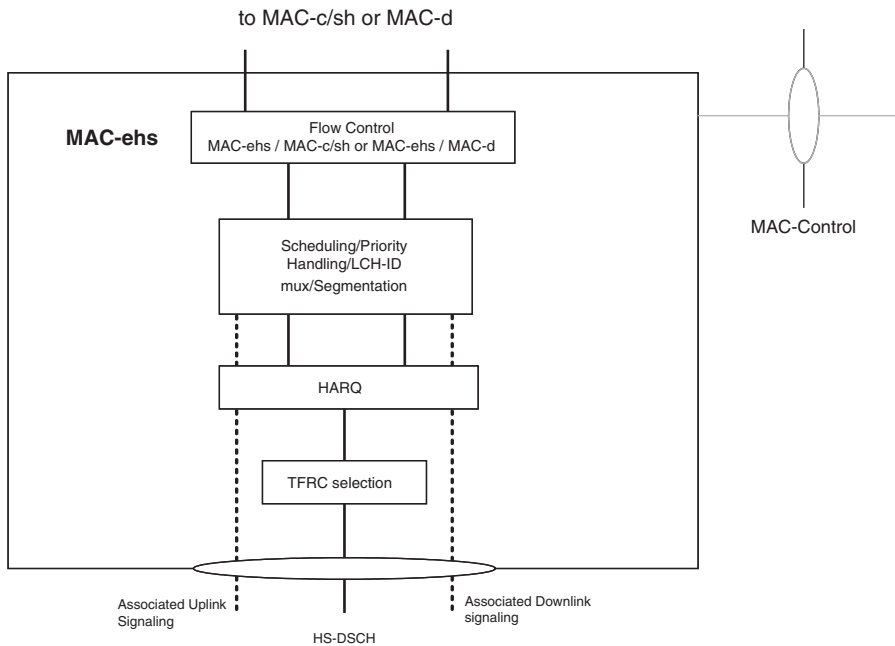 to MAC-c/sh or MAC-d
MAC-ehs
Flow Control
MAC-ehs / MAC-c/sh or MAC-ehs / MAC-d
MAC-Control
Scheduling/Priority
Handling/LCH-ID
mux/Segmentation
HARQ
TFRC selection
Associated Uplink
Signaling
HS-DSCH
Associated Downlink
signaling